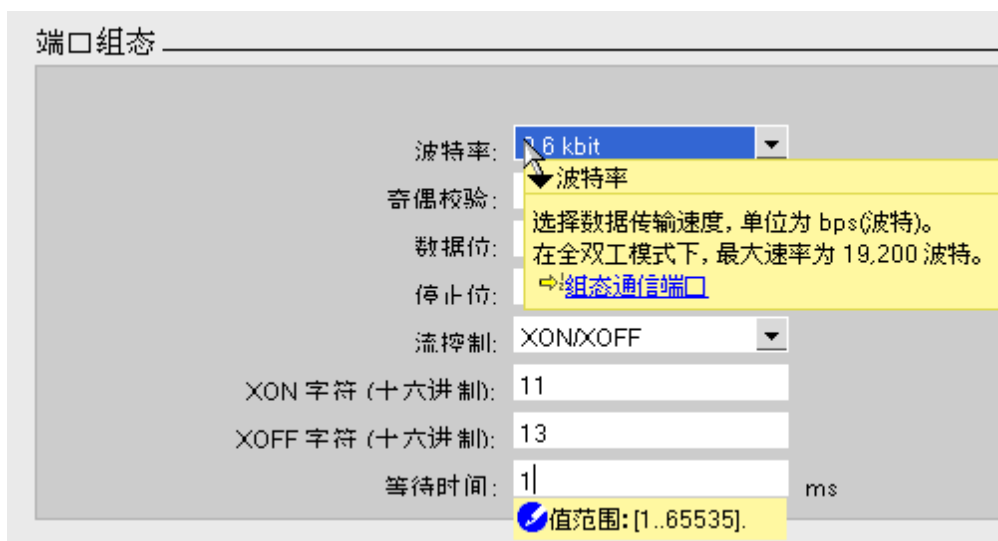 端口组态
波特率: 9.6 kbit
波特率
奇偶校验:
选择数据传输速度, 单位为 bps(波特)。
数据位:
在全双工模式下, 最大速率为 19,200 波特。
组态通信端口
停止位:
流控制: XON/XOFF
XON 字符 (十六进制): 11
XOFF 字符 (十六进制): 13
等待时间: 1 ms
值范围: [1..65535].